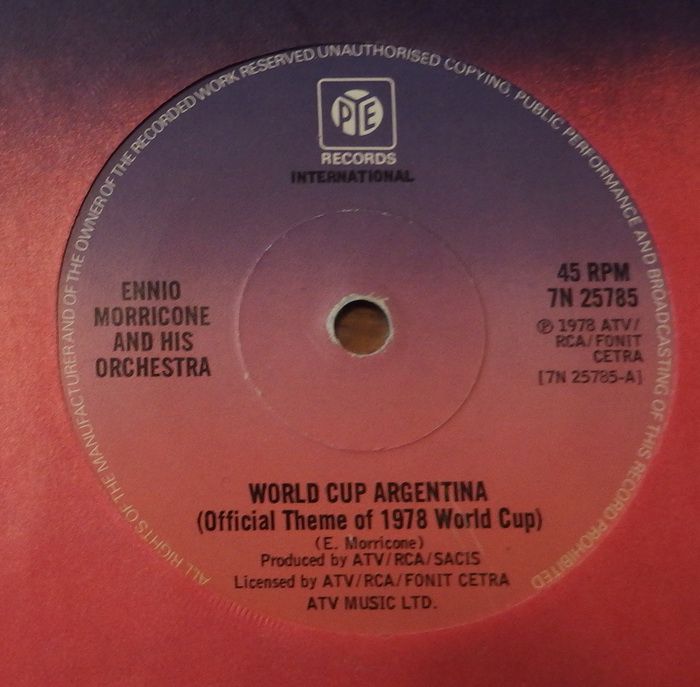 ALL RIGHTS OF THE MANUFACTURER AND OF THE OWNER OF THE RECORDED WORK RESERVED UNAUTHORISED COPYING, PUBLIC PERFORMANCE AND BROADCASTING OF THIS RECORD PROHIBITED
PYE
RECORDS
INTERNATIONAL
ENNIO
MORRICONE
AND HIS
ORCHESTRA
45 RPM
7N 25785
℗ 1978 ATV/
RCA/FONIT
CETRA
[7N 25785-A]
WORLD CUP ARGENTINA
(Official Theme of 1978 World Cup)
(E. Morricone)
Produced by ATV/RCA/SACIS
Licensed by ATV/RCA/FONIT CETRA
ATV MUSIC LTD.